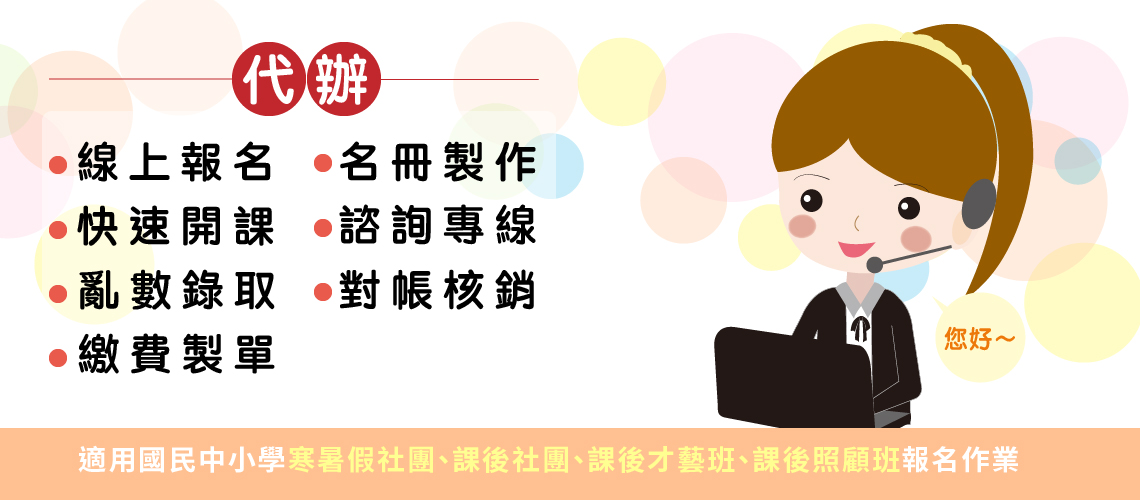 代辦
線上報名
快速開課
亂數錄取
繳費製單
名冊製作
諮詢專線
對帳核銷
您好～
適用國民中小學寒暑假社團、課後社團、課後才藝班、課後照顧班報名作業